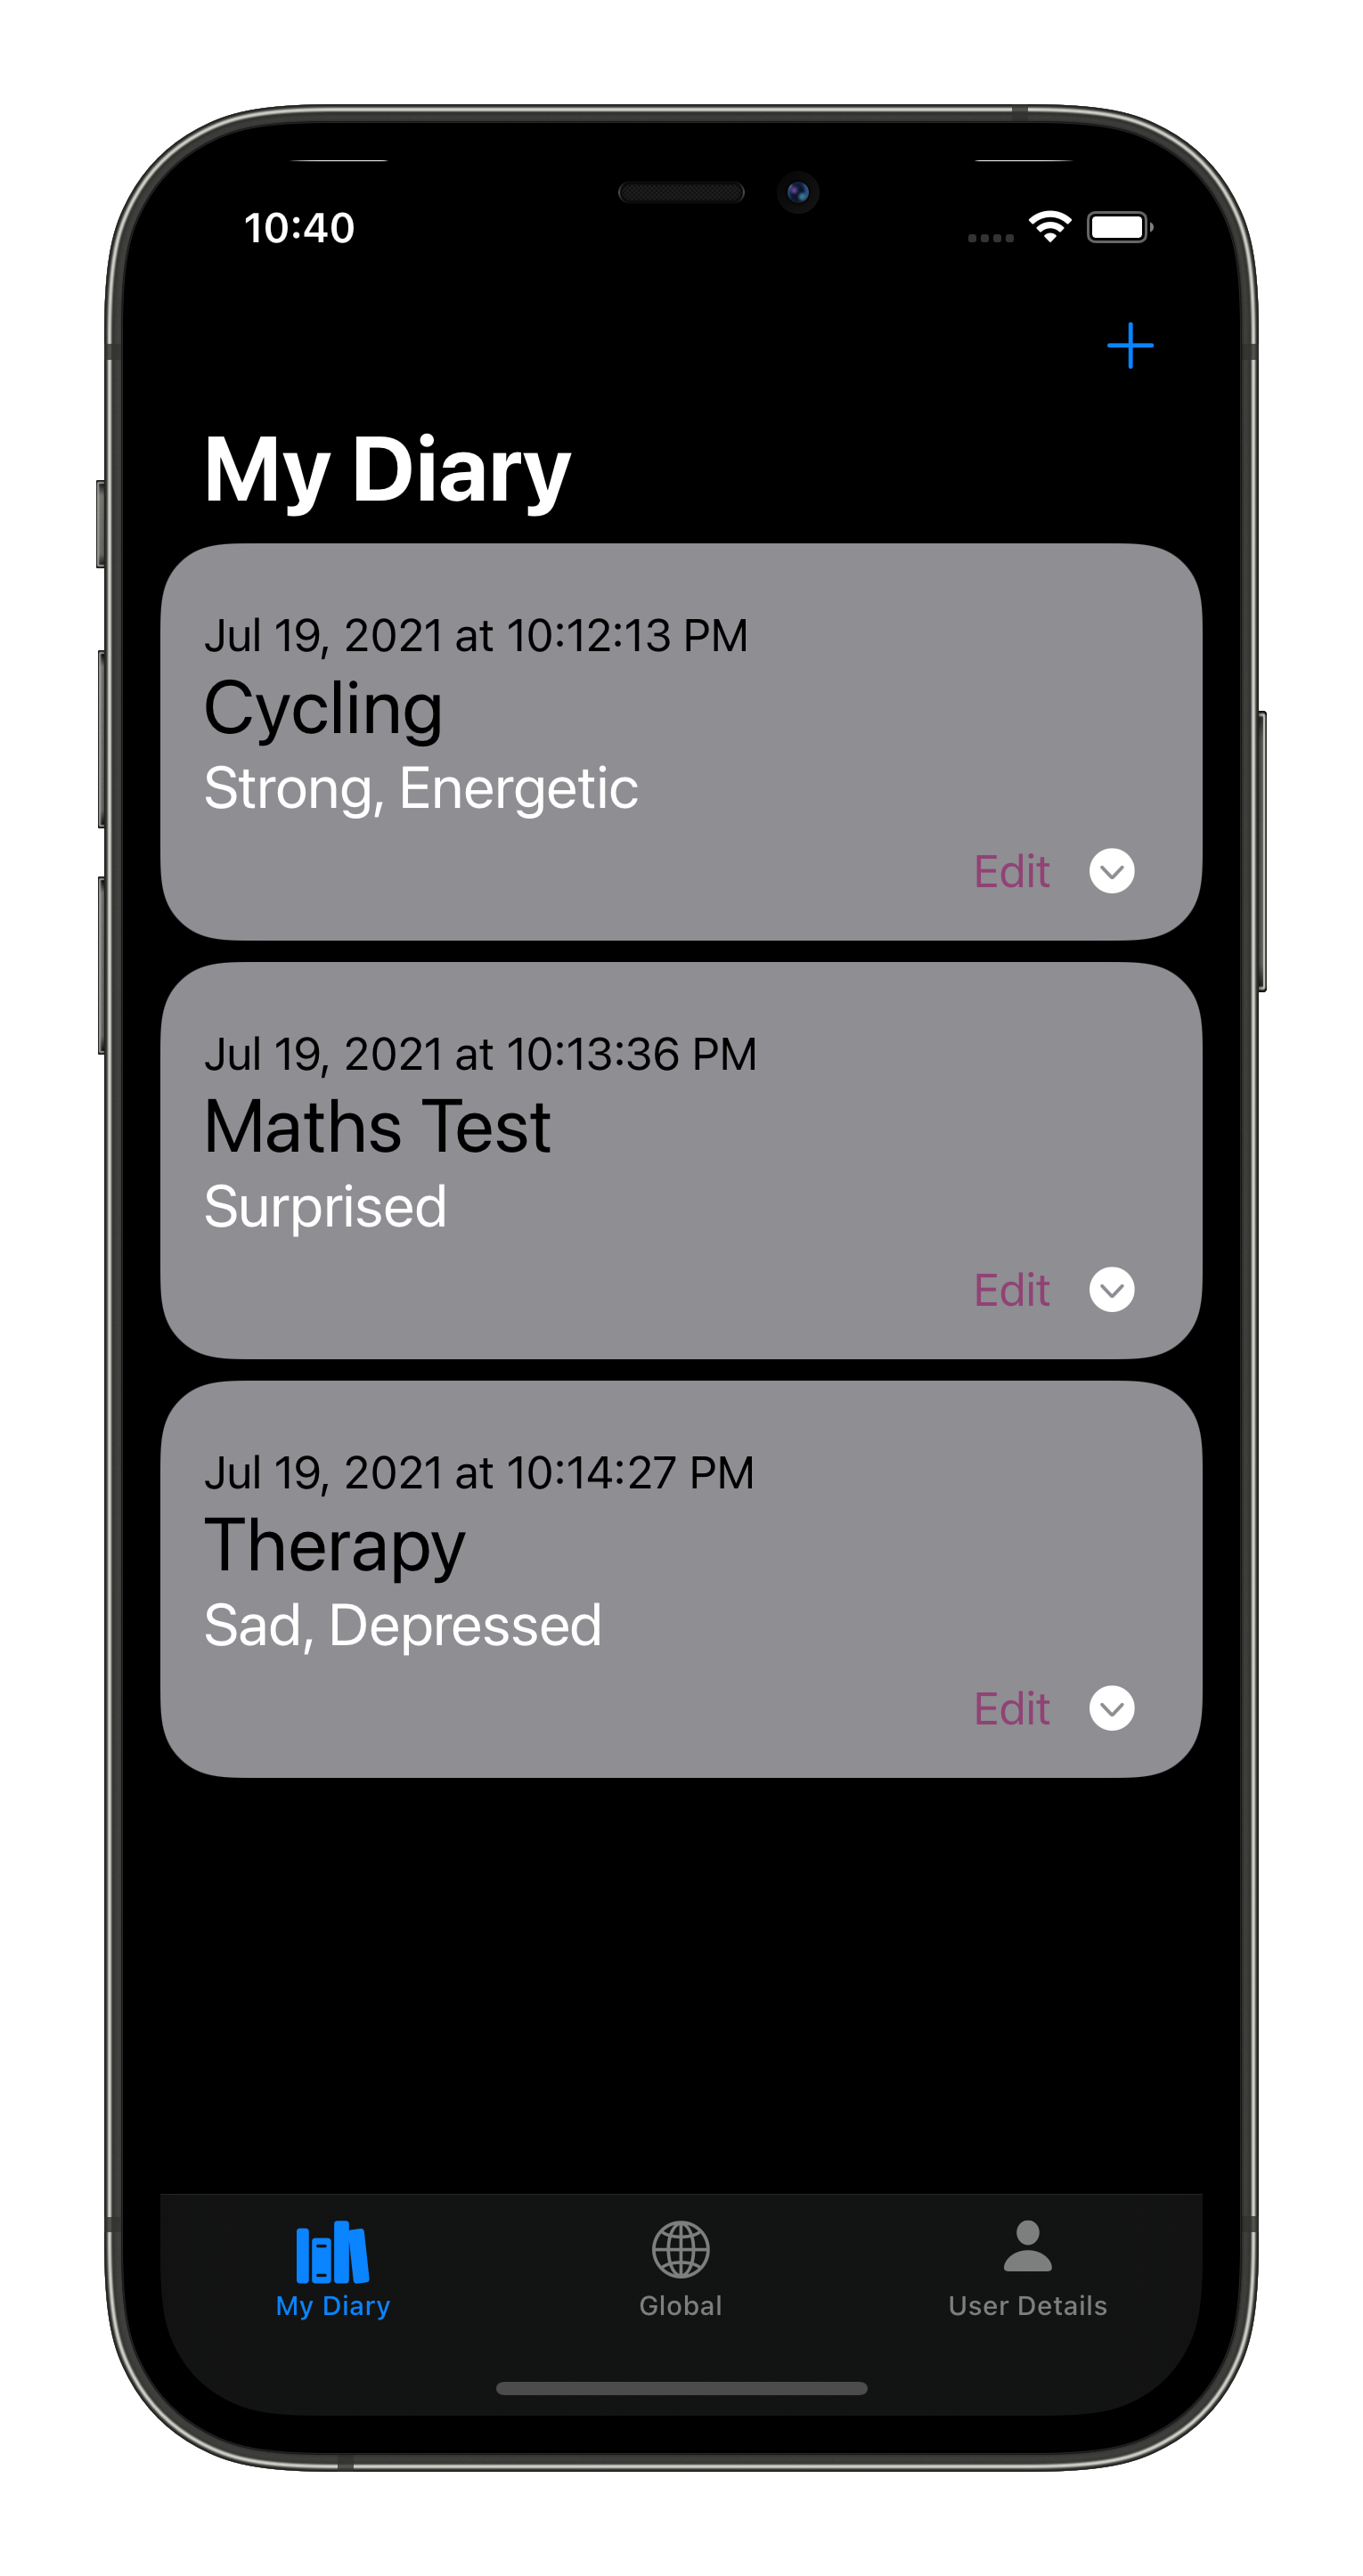 10:40
My Diary
Jul 19, 2021 at 10:12:13 PM
Cycling
Strong, Energetic
Edit
Jul 19, 2021 at 10:13:36 PM
Maths Test
Surprised
Edit
Jul 19, 2021 at 10:14:27 PM
Therapy
Sad, Depressed
Edit
My Diary
Global
User Details